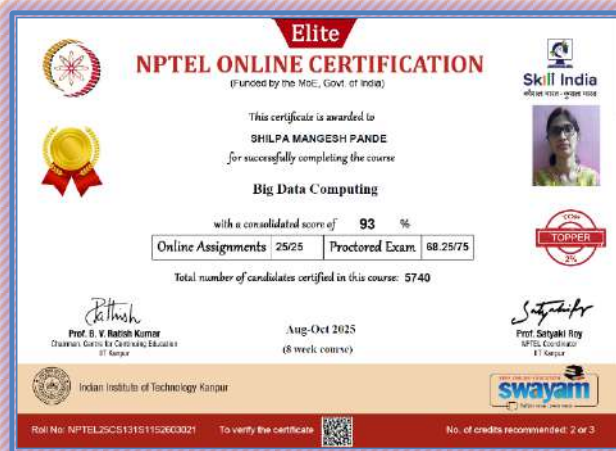 Elite
NPTEL ONLINE CERTIFICATION
(Funded by the MoE, Govt. of India)
Skill India
कौशल भारत - कुशल भारत
This certificate is awarded to
SHILPA MANGESH PANDE
for successfully completing the course
Big Data Computing
with a consolidated score of 93 %
Online Assignments 25/25 Proctored Exam 68.25/75
TOPPER
2%
Total number of candidates certified in this course: 5740
Prof. B. V. Ratish Kumar
Chairman, Centre for Continuing Education
IIT Kanpur
Aug-Oct 2025
(8 week course)
Prof. Satyaki Roy
NPTEL Coordinator
IIT Kanpur
Indian Institute of Technology Kanpur
swayam
Roll No: NPTEL25CS131S1152603021 To verify the certificate No. of credits recommended: 2 or 3